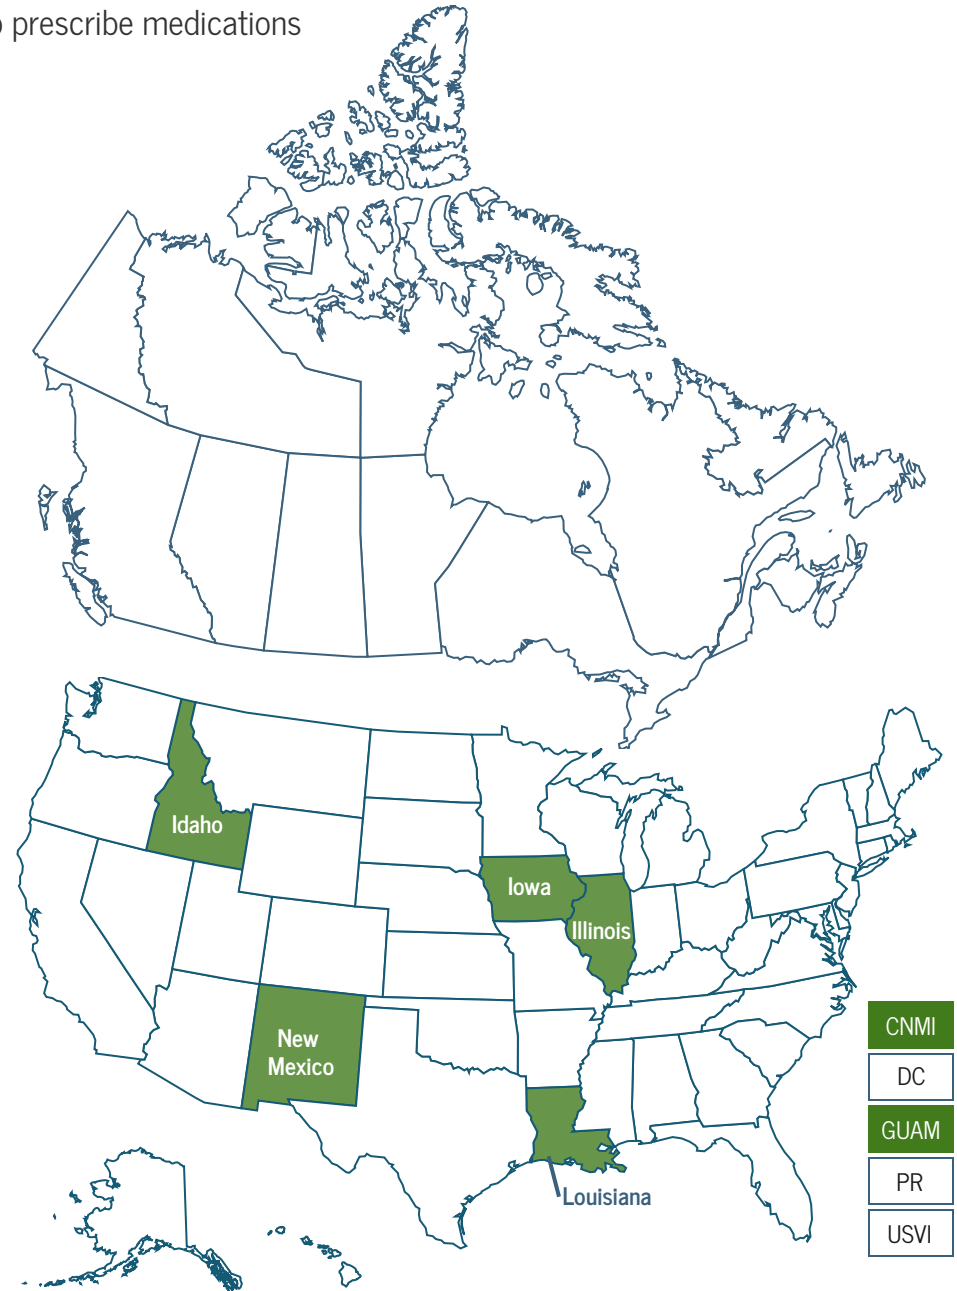 prescribe medications
Idaho
Iowa
Illinois
New
Mexico
Louisiana
CNMI
DC
GUAM
PR
USVI